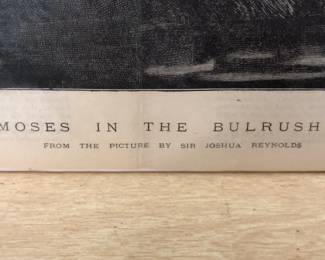 MOSES IN THE BULRUSH
FROM THE PICTURE BY SIR JOSHUA REYNOLDS